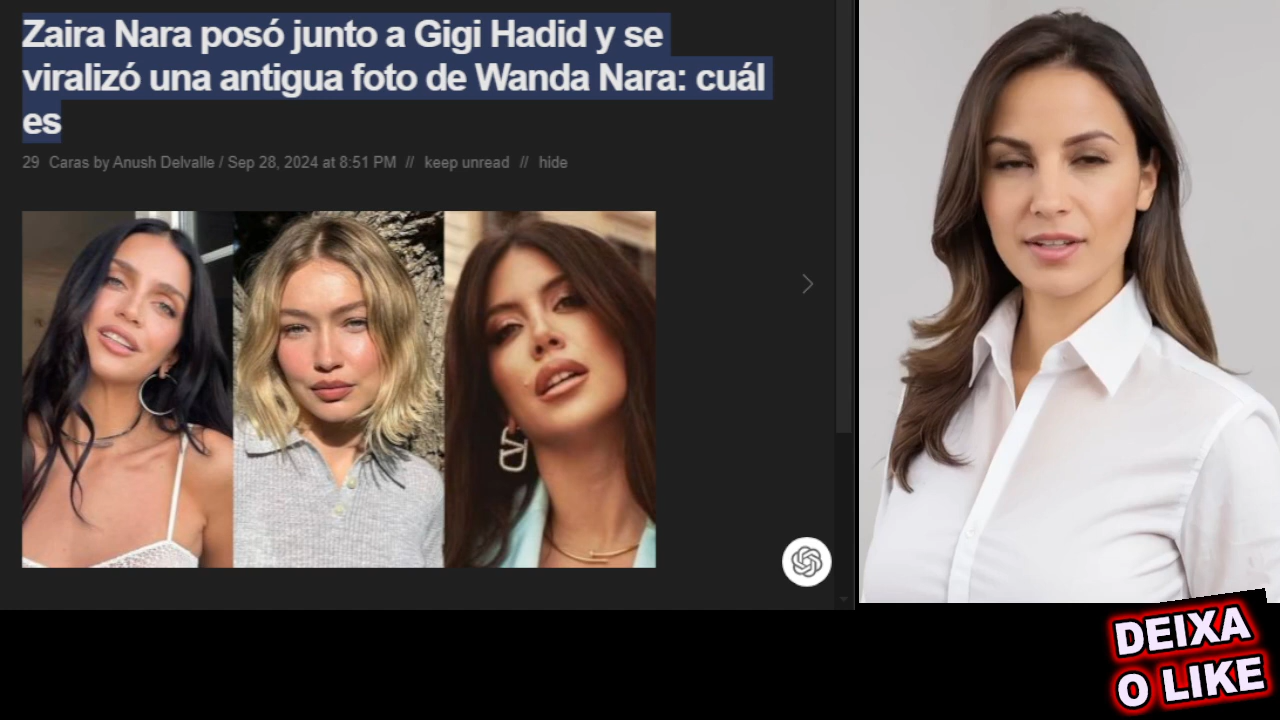 Zaira Nara posó junto a Gigi Hadid y se
viralizó una antigua foto de Wanda Nara: cuál
es
29 Caras by Anush Delvalle / Sep 28, 2024 at 8:51 PM // keep unread // hide
DEIXA
O LIKE